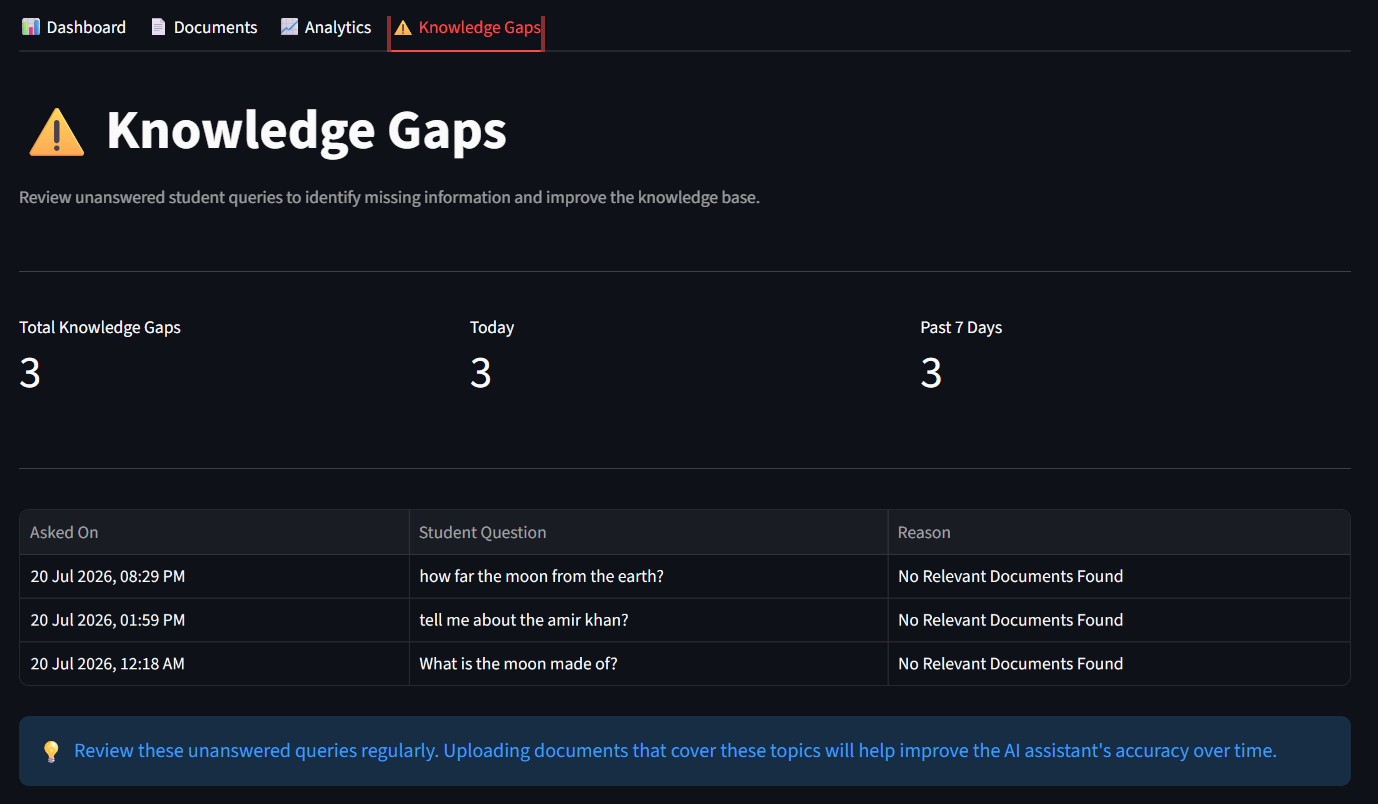 📊 Dashboard 📄 Documents 📈 Analytics ⚠️ Knowledge Gaps
⚠️ Knowledge Gaps
Review unanswered student queries to identify missing information and improve the knowledge base.
Total Knowledge Gaps Today Past 7 Days
3 3 3
Asked On Student Question Reason
20 Jul 2026, 08:29 PM how far the moon from the earth? No Relevant Documents Found
20 Jul 2026, 01:59 PM tell me about the amir khan? No Relevant Documents Found
20 Jul 2026, 12:18 AM What is the moon made of? No Relevant Documents Found
💡 Review these unanswered queries regularly. Uploading documents that cover these topics will help improve the AI assistant's accuracy over time.